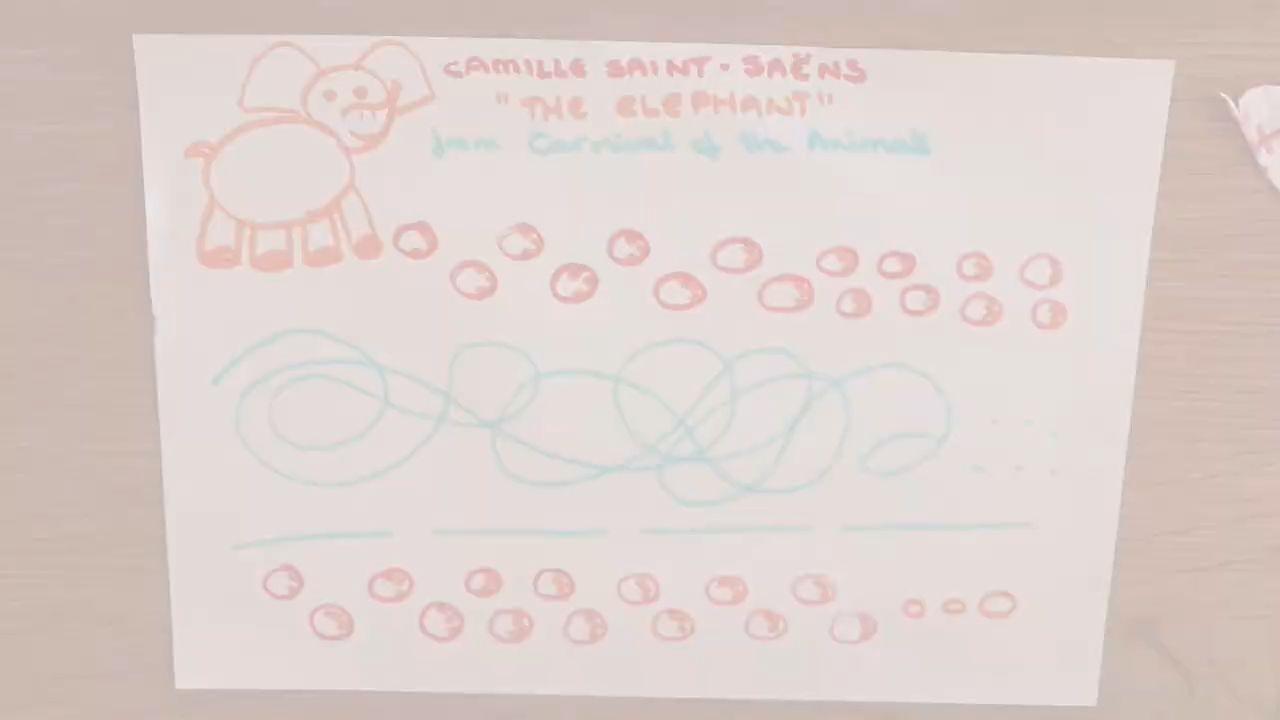 CAMILLE SAINT-SAËNS
"THE ELEPHANT"
from Carnival of the Animals